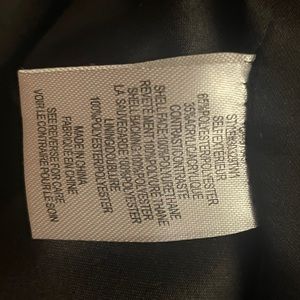 SELF/EXTERIEUR
65%POLYESTER/POLYESTER
35%ACRYLIC/ACRYLIQUE
CONTRAST/CONTRASTE
SHELL FACE:100%POLYURETHANE
REVETEMENT:100%POLYURETHANE
SHELL BACKING:100%POLYESTER
LA SAUVEGARDE:100%POLYESTER
LINING/DOUBLURE
100%POLYESTER/POLYESTER
MADE IN CHINA
FABRIQUE EN CHINE
SEE REVERSE FOR CARE
VOIR LE CONTRAIRE POUR LE SOIN